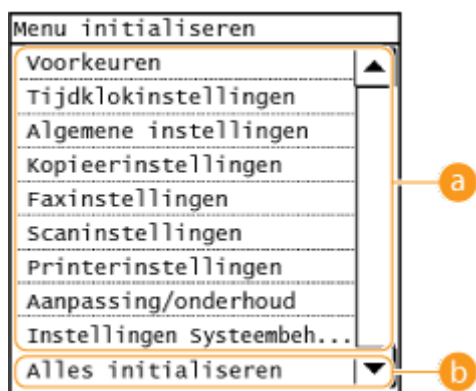 Menu initialiseren
Voorkeuren
Tijdklokinstellingen
Algemene instellingen
Kopieerinstellingen
Faxinstellingen
Scaninstellingen
Printerinstellingen
Aanpassing/onderhoud
Instellingen Systeembeh...
Alles initialiseren
a
b